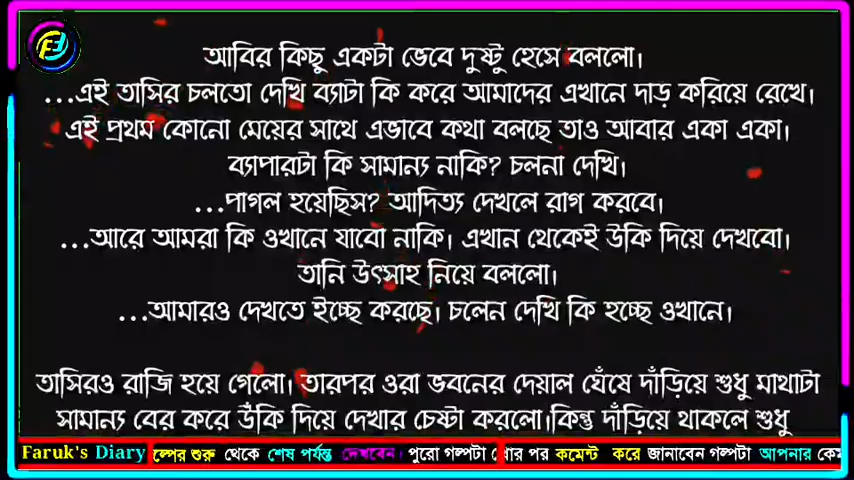 আবির কিছু একটা ভেবে দুষ্টু হেসে বললো।
...এই তাসির চলতো দেখি ব্যাটা কি করে আমাদের এখানে দাড় করিয়ে রেখে।
এই প্রথম কোনো মেয়ের সাথে এভাবে কথা বলছে তাও আবার একা একা।
ব্যাপারটা কি সামান্য নাকি? চলনা দেখি।
...পাগল হয়েছিস? আদিত্য দেখলে রাগ করবে।
...আরে আমরা কি ওখানে যাবো নাকি। এখান থেকেই উকি দিয়ে দেখবো।
তানি উৎসাহ নিয়ে বললো।
...আমারও দেখতে ইচ্ছে করছে। চলেন দেখি কি হচ্ছে ওখানে।
তাসিরও রাজি হয়ে গেলো। তারপর ওরা ভবনের দেয়াল ঘেঁষে দাঁড়িয়ে শুধু মাথাটা
সামান্য বের করে উঁকি দিয়ে দেখার চেষ্টা করলো।কিন্তু দাঁড়িয়ে থাকলে শুধু
Faruk's Diary শুরু থেকে শেষ পর্যন্ত দেখবেন। পুরো গল্পটা পর কমেন্ট করে জানাবেন গল্পটা আপনার